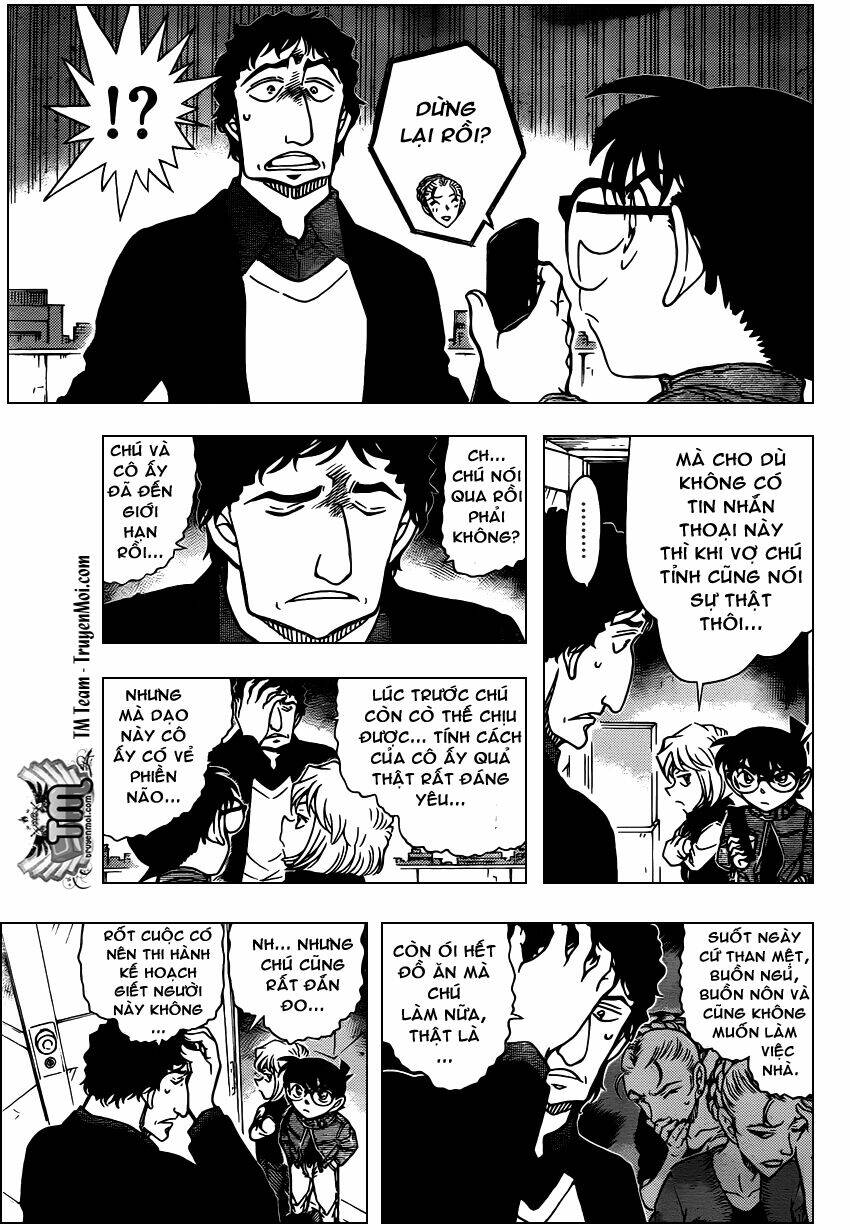 DỪNG
LẠI RỒI?
!?
MÀ CHO DÙ
KHÔNG CÓ
TIN NHẮN
THOẠI NÀY
THÌ KHI VỢ CHÚ
TỈNH CŨNG NÓI
SỰ THẬT
THÔI...
.........
CH...
CHÚ NÓI
QUA RỒI
PHẢI
KHÔNG?
CHÚ VÀ
CÔ ẤY
ĐÃ ĐẾN
GIỚI
HẠN
RỒI...
LÚC TRƯỚC CHÚ
CÒN CÒ THỂ CHỊU
ĐƯỢC... TÍNH CÁCH
CỦA CÔ ẤY QUẢ
THẬT RẤT ĐÁNG
YÊU...
NHƯNG
MÀ DẠO
NÀY CÔ
ẤY CÓ VẺ
PHIỀN
NÃO...
SUỐT NGÀY
CỨ THAN MỆT,
BUỒN NGỦ,
BUỒN NÔN VÀ
CŨNG KHÔNG
MUỐN LÀM
VIỆC
NHÀ.
CÒN ÓI HẾT
ĐỒ ĂN MÀ
CHÚ
LÀM NỮA,
THẬT LÀ
...
NH... NHƯNG
CHÚ CŨNG
RẤT ĐẮN
ĐO...
RỐT CUỘC CÓ
NÊN THI HÀNH
KẾ HOẠCH
GIẾT NGƯỜI
NÀY KHÔNG
...
TM Team - TruyenMoi.com
TM
truyenmoi.com